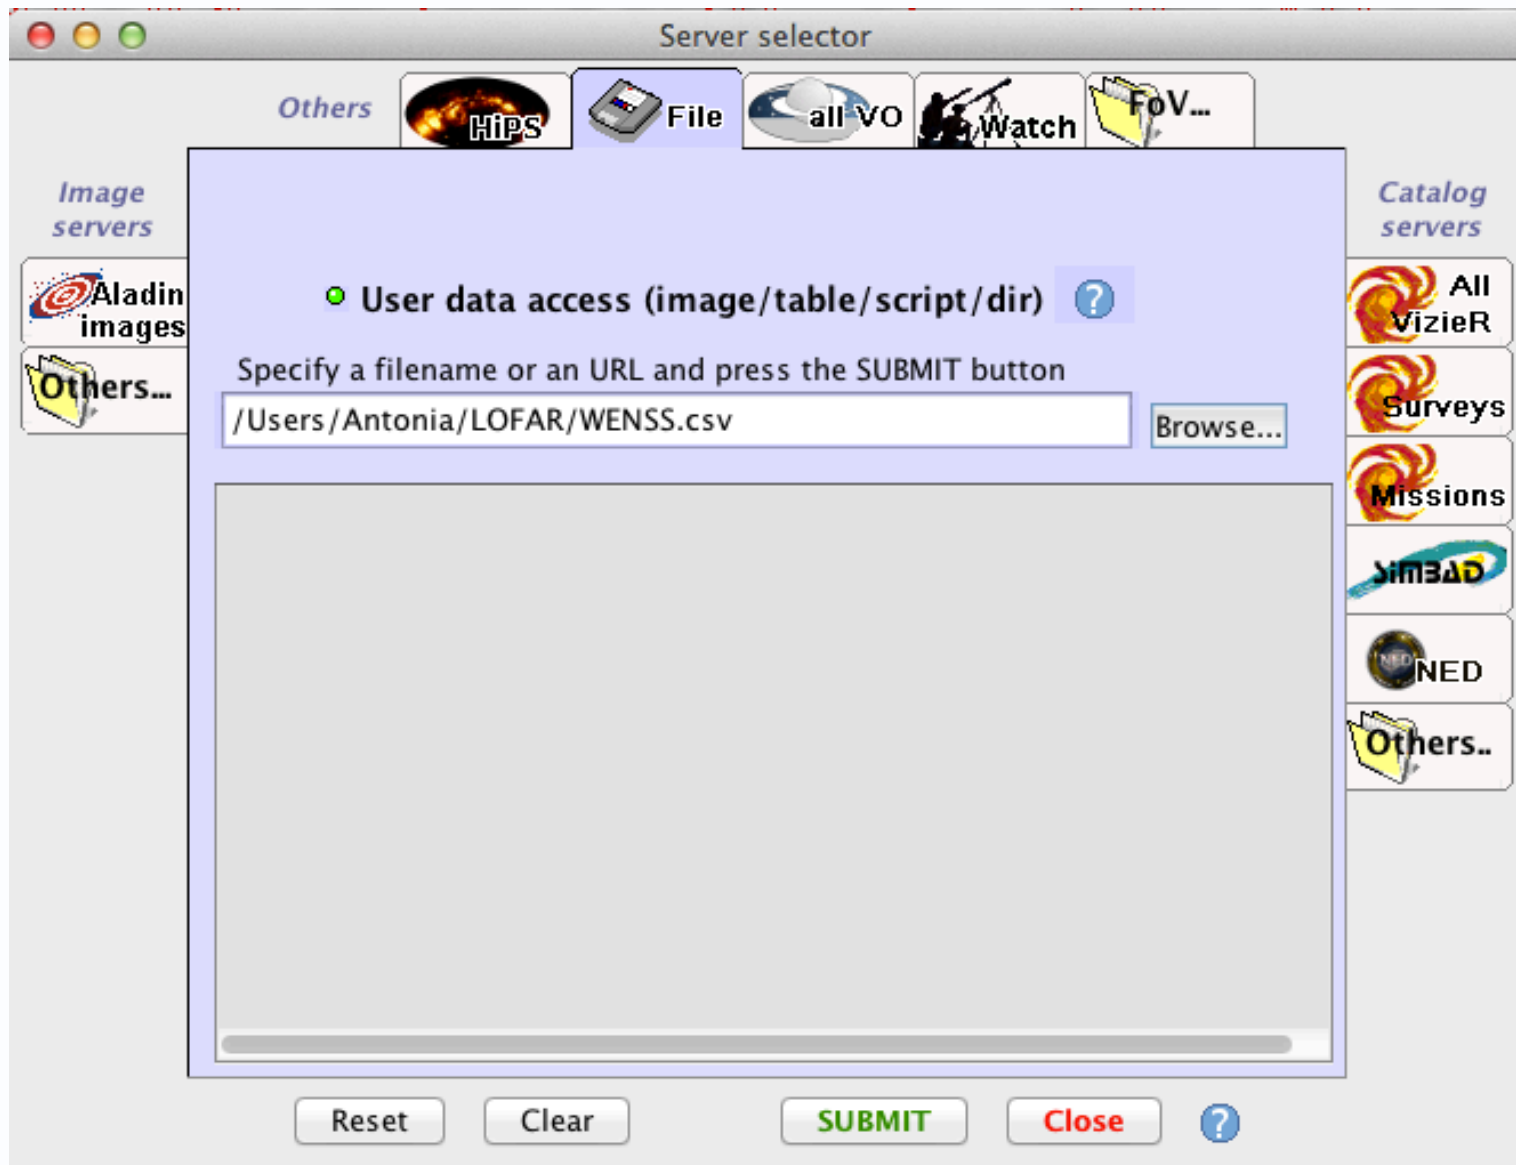 Server selector
Others
HiPS
File
all VO
Watch
FoV...
Image
servers
Catalog
servers
Aladin
images
Others...
User data access (image/table/script/dir)
?
Specify a filename or an URL and press the SUBMIT button
/Users/Antonia/LOFAR/WENSS.csv
Browse...
All
VizieR
Surveys
Missions
SIMBAD
NED
NED
Others..
Reset
Clear
SUBMIT
Close
?